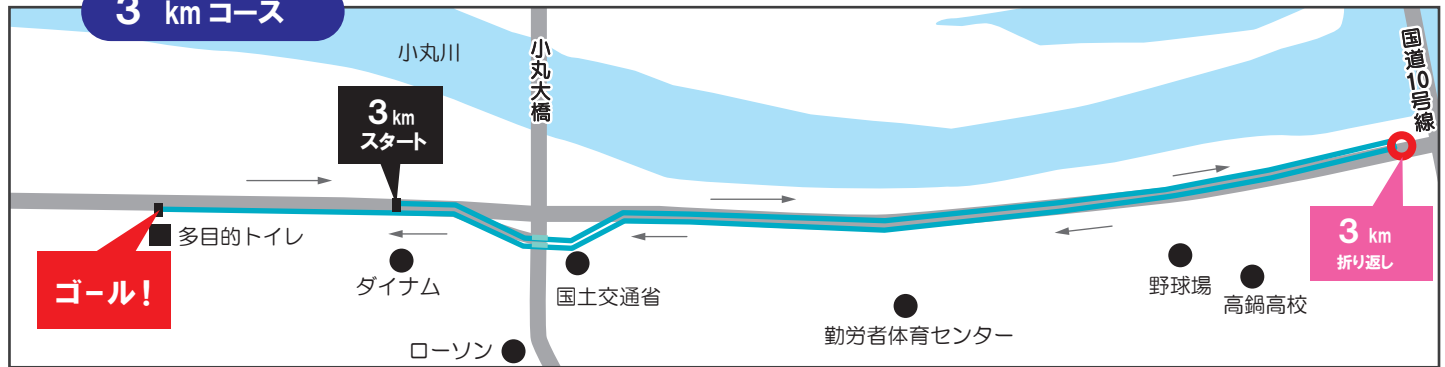 3 kmコース
小丸川
小丸大橋
国道10号線
3 km
スタート
多目的トイレ
ゴール!
ダイナム
国土交通省
ローソン
勤労者体育センター
野球場
高鍋高校
3 km
折り返し